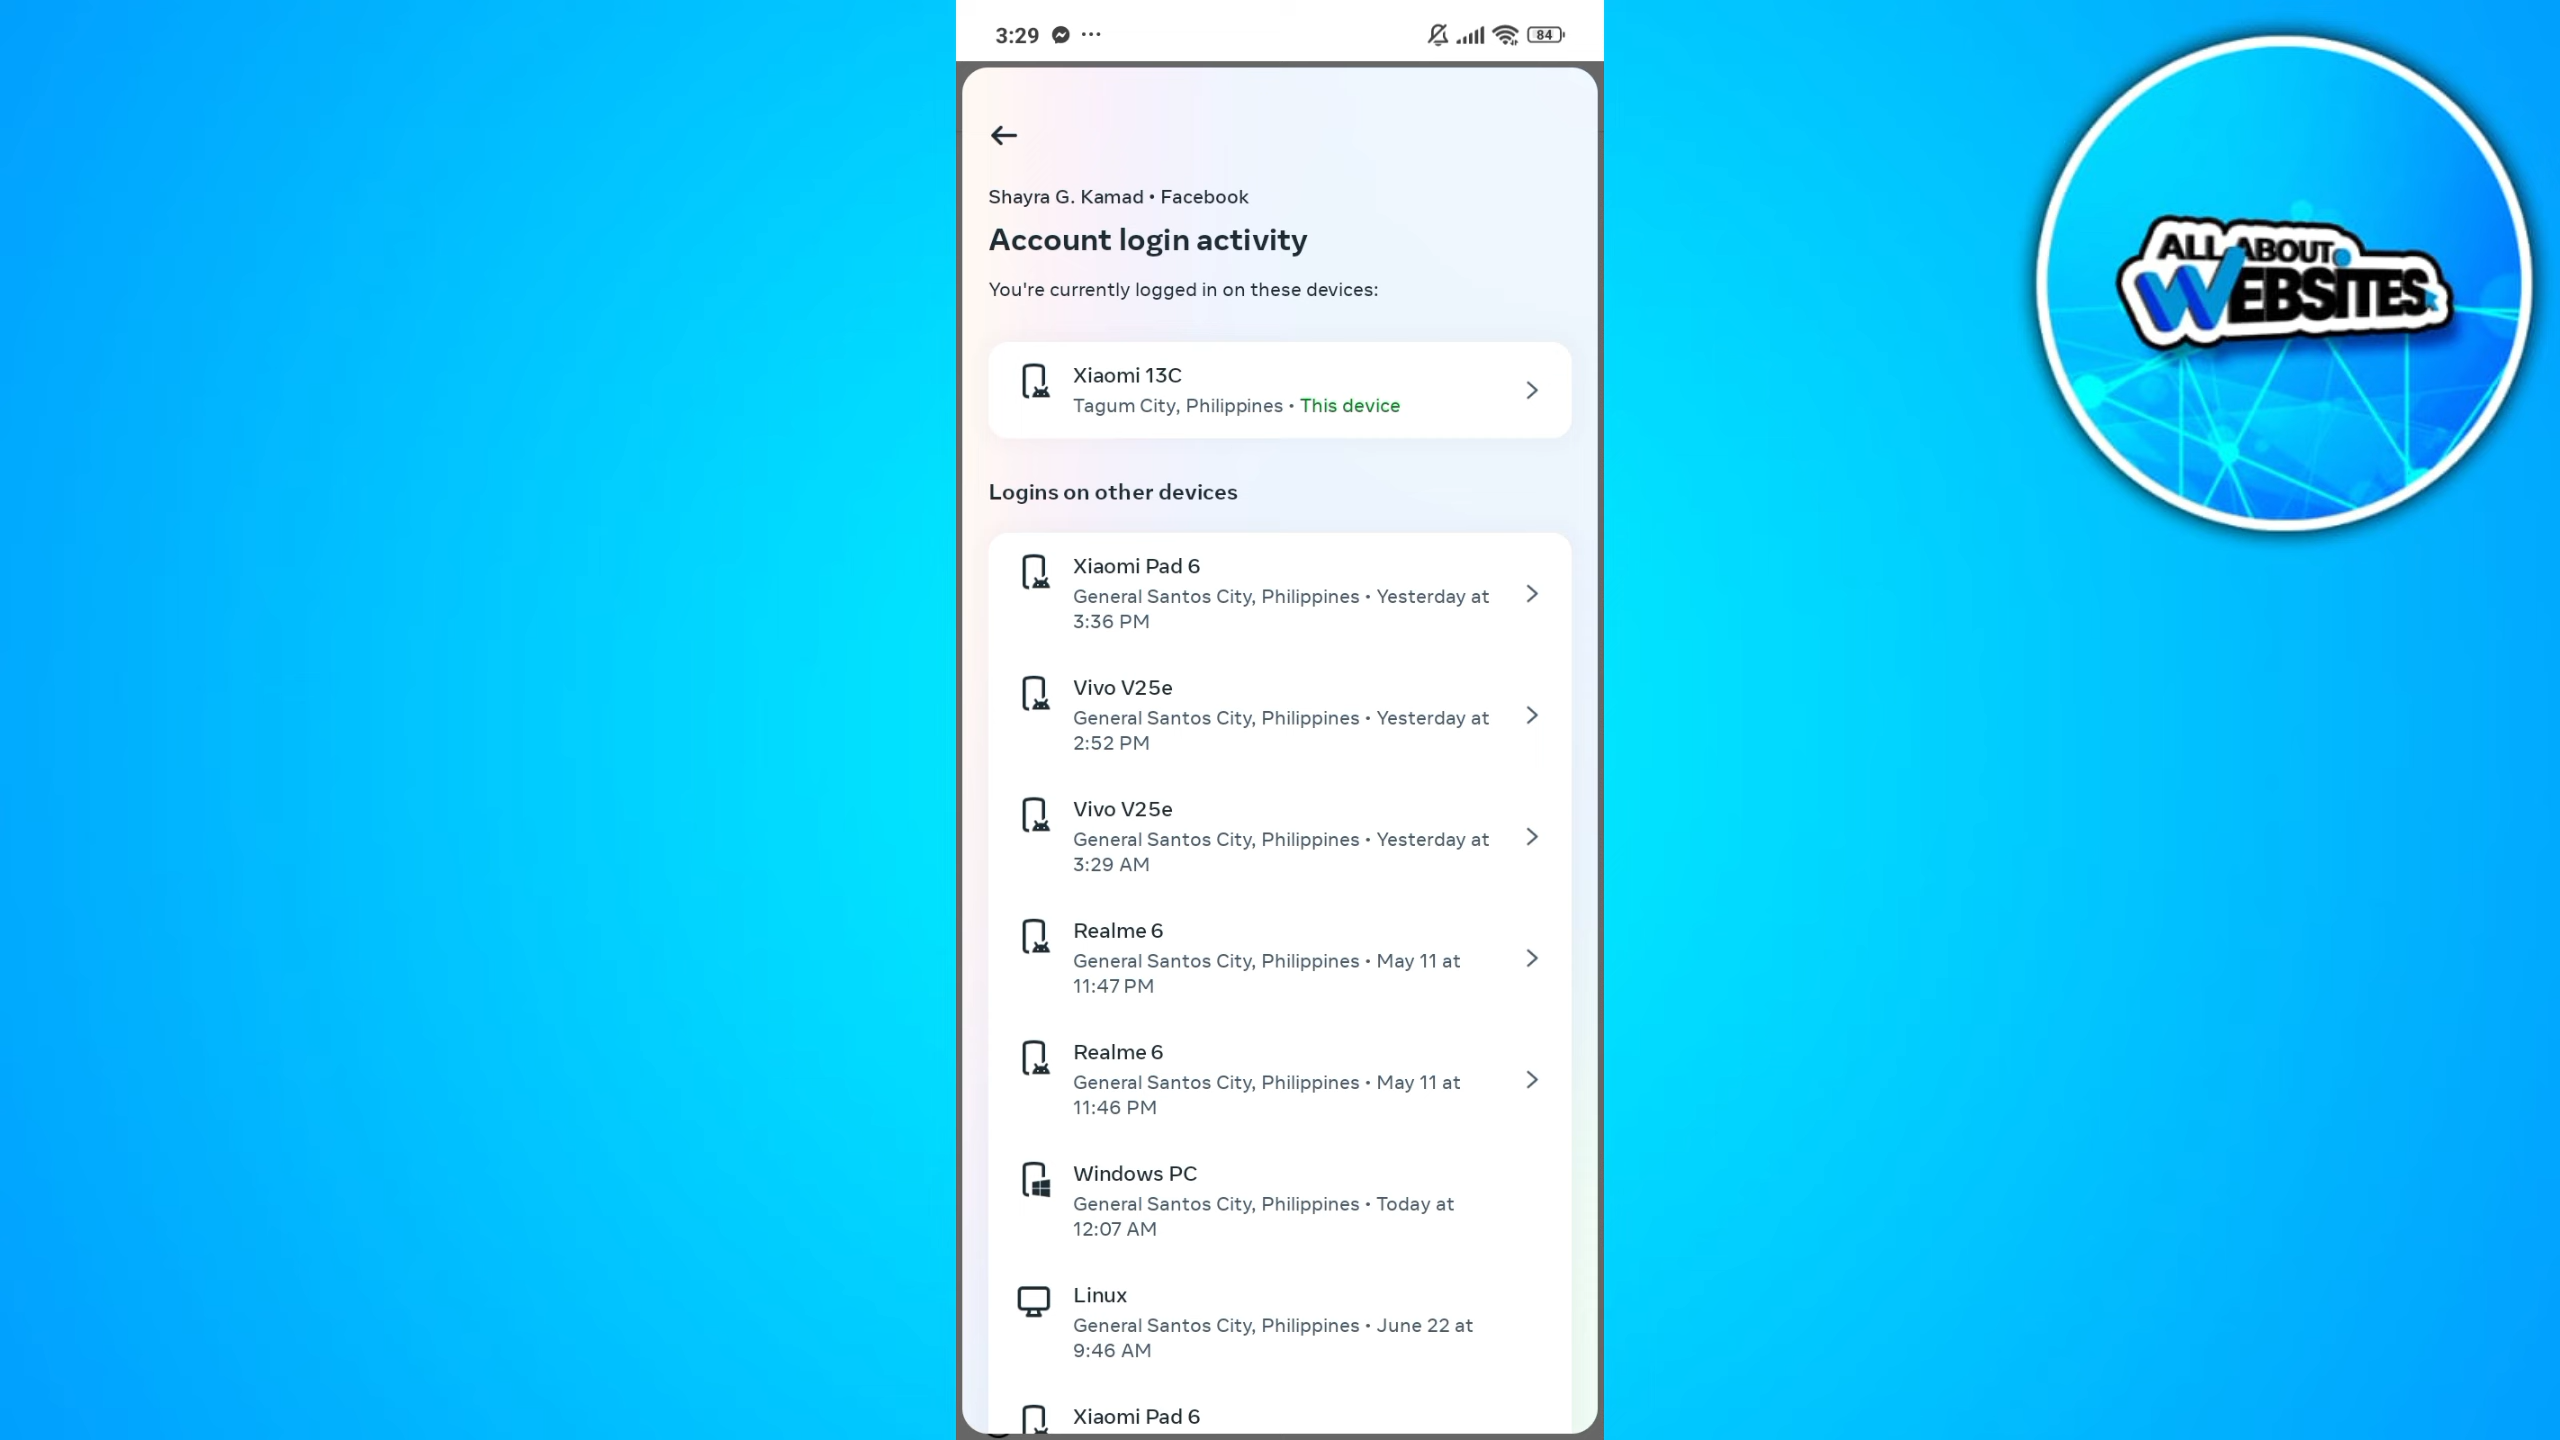 3:29
84
Shayra G. Kamad • Facebook
Account login activity
You're currently logged in on these devices:
Xiaomi 13C
Tagum City, Philippines • This device
Logins on other devices
Xiaomi Pad 6
General Santos City, Philippines • Yesterday at
3:36 PM
Vivo V25e
General Santos City, Philippines • Yesterday at
2:52 PM
Vivo V25e
General Santos City, Philippines • Yesterday at
3:29 AM
Realme 6
General Santos City, Philippines • May 11 at
11:47 PM
Realme 6
General Santos City, Philippines • May 11 at
11:46 PM
Windows PC
General Santos City, Philippines • Today at
12:07 AM
Linux
General Santos City, Philippines • June 22 at
9:46 AM
Xiaomi Pad 6
ALL ABOUT
WEBSITES